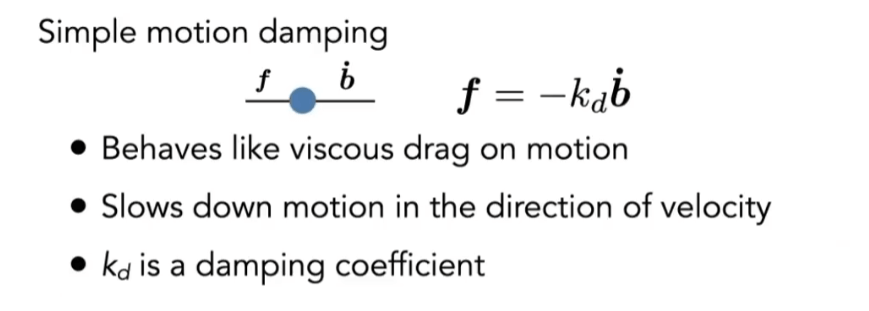 Simple motion damping
f ḃ f = −k_d ḃ
• Behaves like viscous drag on motion
• Slows down motion in the direction of velocity
• k_d is a damping coefficient